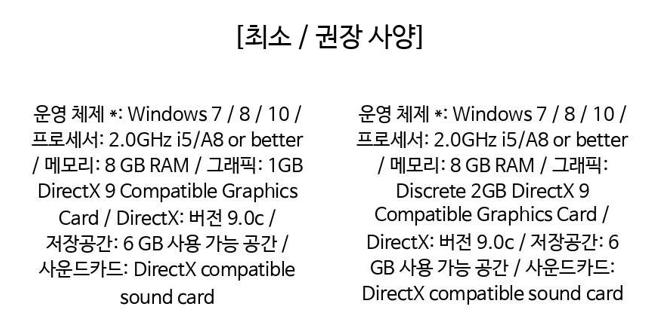 [최소 / 권장 사양]
운영 체제 *: Windows 7 / 8 / 10 /
프로세서: 2.0GHz i5/A8 or better
/ 메모리: 8 GB RAM / 그래픽: 1GB
DirectX 9 Compatible Graphics
Card / DirectX: 버전 9.0c /
저장공간: 6 GB 사용 가능 공간 /
사운드카드: DirectX compatible
sound card
운영 체제 *: Windows 7 / 8 / 10 /
프로세서: 2.0GHz i5/A8 or better
/ 메모리: 8 GB RAM / 그래픽:
Discrete 2GB DirectX 9
Compatible Graphics Card /
DirectX: 버전 9.0c / 저장공간: 6
GB 사용 가능 공간 / 사운드카드:
DirectX compatible sound card